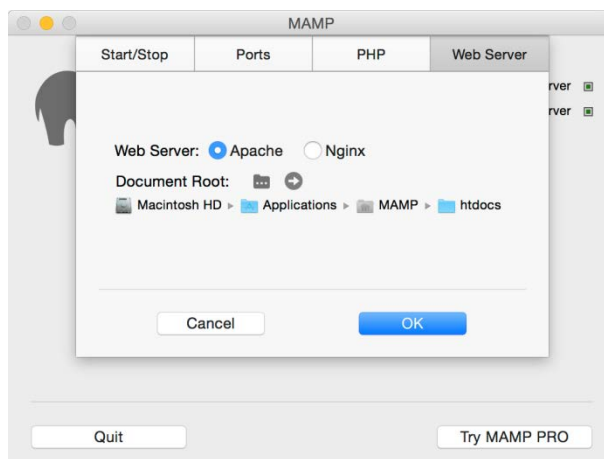 MAMP
Start/Stop Ports PHP Web Server
rver
rver
Web Server: Apache Nginx
Document Root:
Macintosh HD Applications MAMP htdocs
Cancel OK
Quit Try MAMP PRO